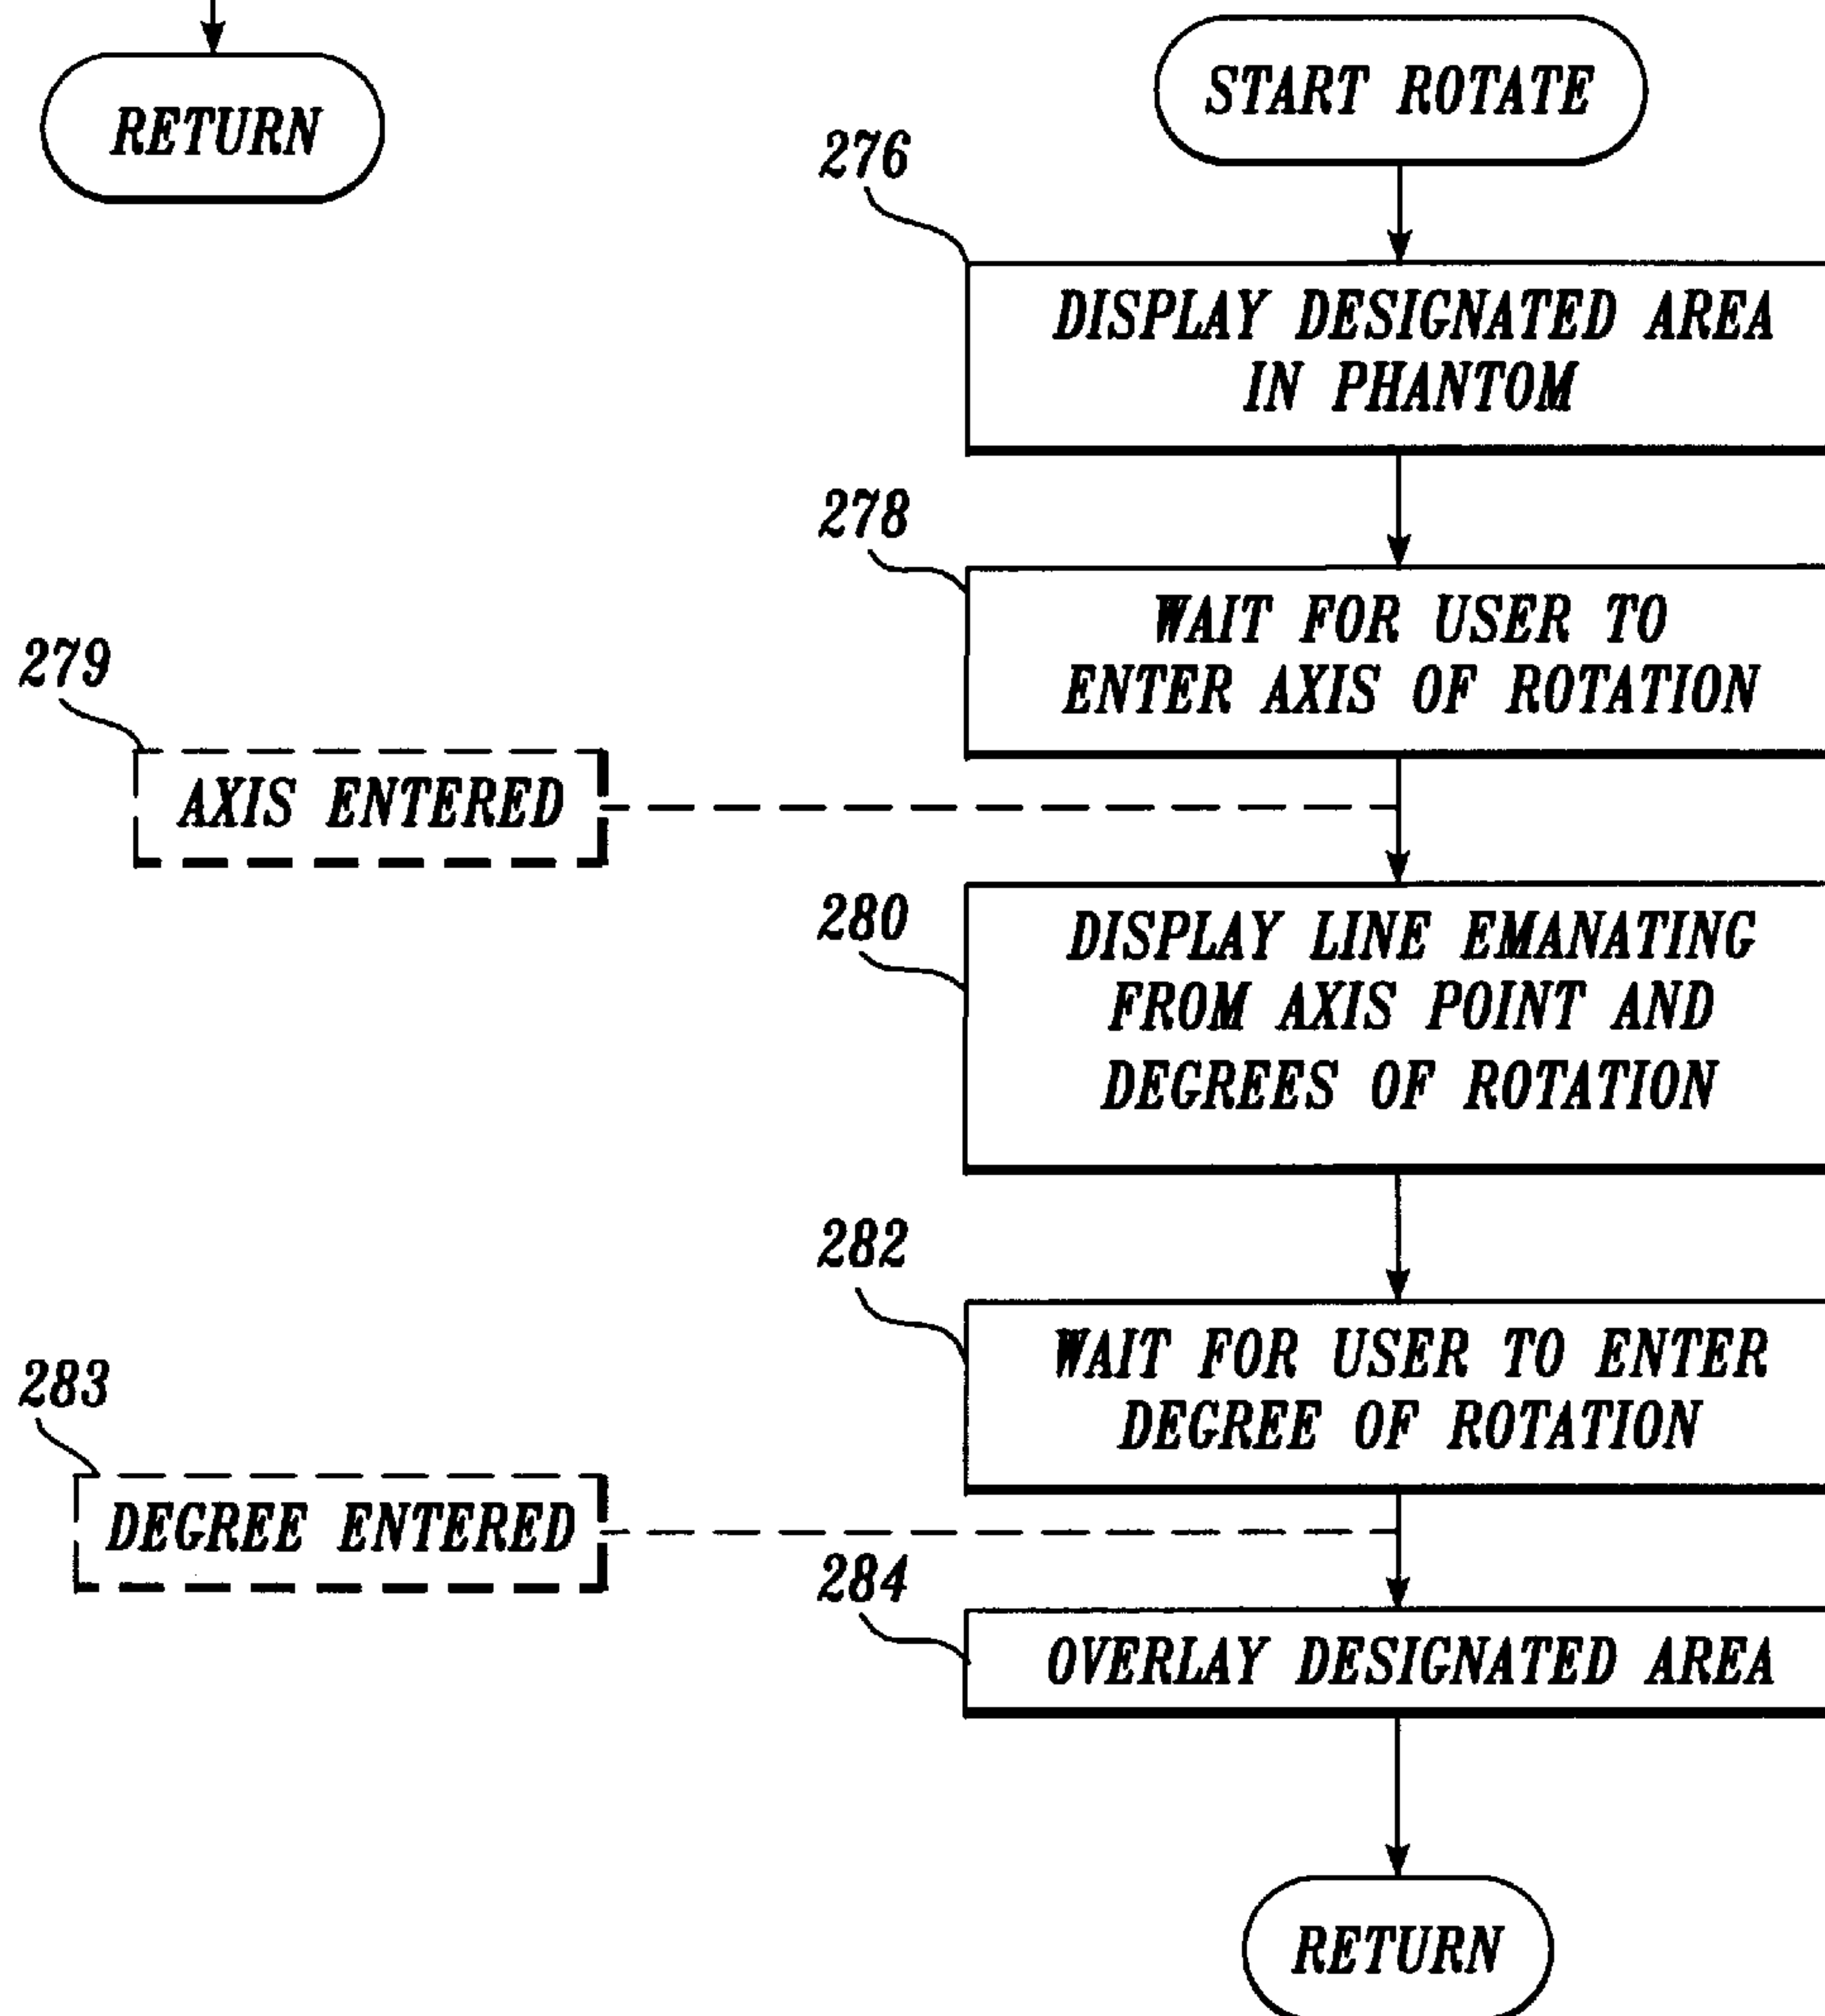 RETURN
START ROTATE
276
DISPLAY DESIGNATED AREA
IN PHANTOM
278
WAIT FOR USER TO
ENTER AXIS OF ROTATION
279
AXIS ENTERED
280
DISPLAY LINE EMANATING
FROM AXIS POINT AND
DEGREES OF ROTATION
282
WAIT FOR USER TO ENTER
DEGREE OF ROTATION
283
DEGREE ENTERED
284
OVERLAY DESIGNATED AREA
RETURN